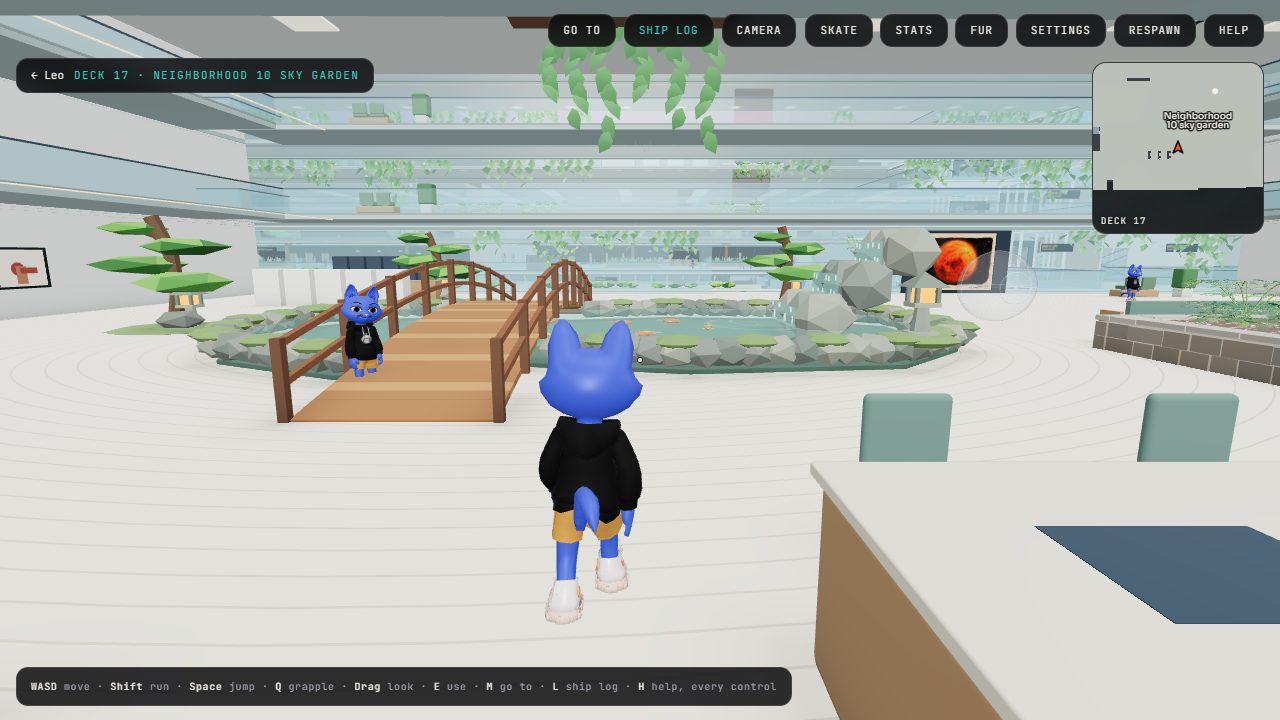 GO TO
SHIP LOG
CAMERA
SKATE
STATS
FUR
SETTINGS
RESPAWN
HELP
← Leo DECK 17 · NEIGHBORHOOD 10 SKY GARDEN
Neighborhood
10 sky garden
DECK 17
WASD move · Shift run · Space jump · Q grapple · Drag look · E use · M go to · L ship log · H help, every control